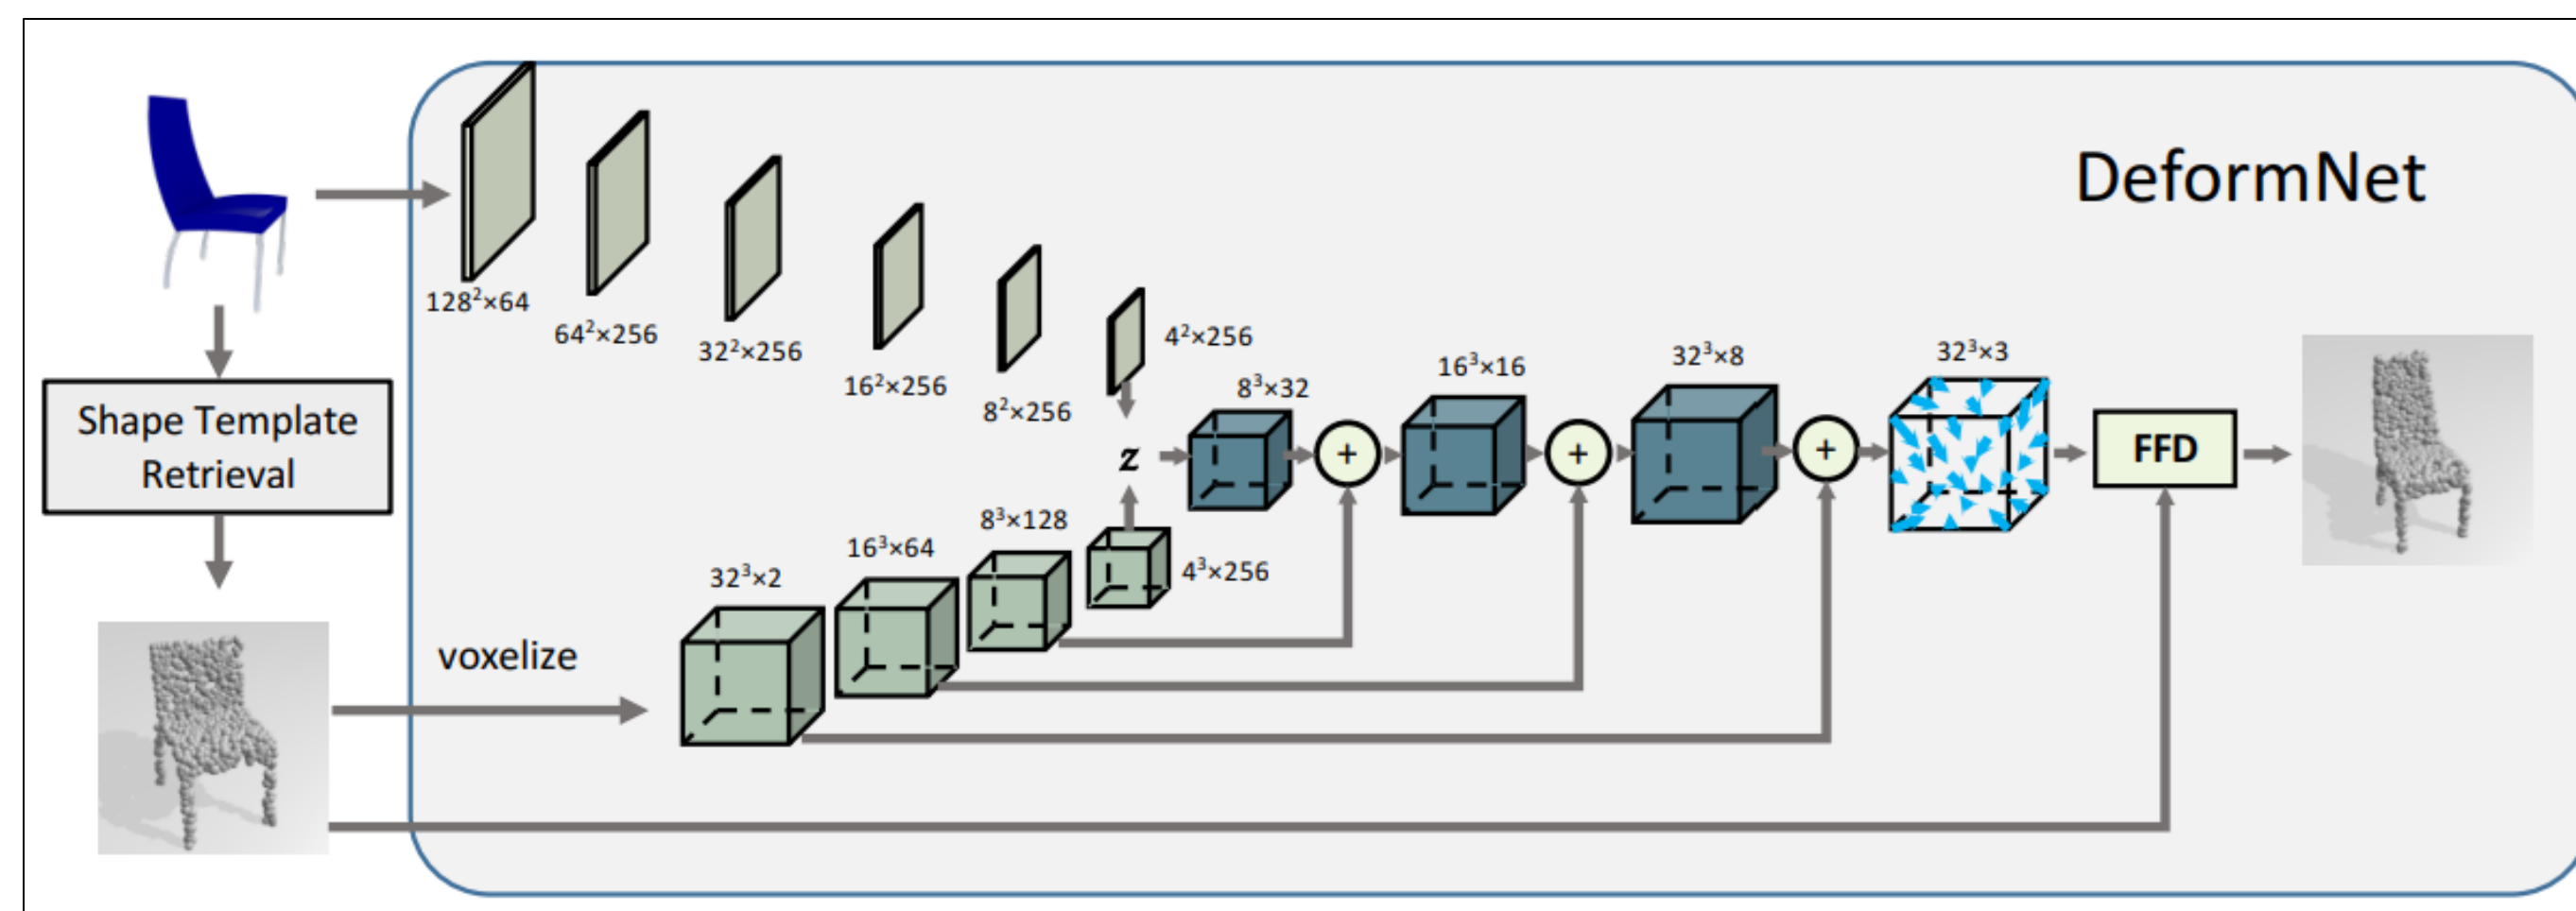 DeformNet
128²×64
64²×256
32²×256
16²×256
8²×256
4²×256
Shape Template
Retrieval
z
8³×32
+
16³×16
+
32³×8
+
32³×3
FFD
voxelize
32³×2
16³×64
8³×128
4³×256